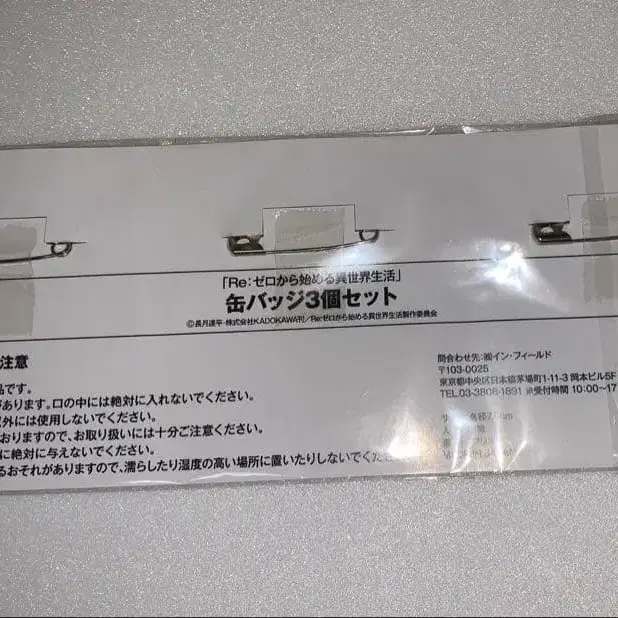 「Re:ゼロから始める異世界生活」
缶バッジ3個セット
©長月達平・株式会社KADOKAWA刊/Re:ゼロから始める異世界生活製作委員会
注意
品です。
があります。口の中には絶対に入れないでください。
以外には使用しないでください。
おりますので、お取り扱いには十分ご注意ください。
に絶対に与えないでください。
るおそれがありますので、濡らしたり湿度の高い場所に置いたりしないでくだ
問合わせ先:㈱イン・フィールド
〒103-0025
東京都中央区日本橋茅場町1-11-3 岡本ビル5F
TEL.03-3808-1891 ※受付時間 10:00~17